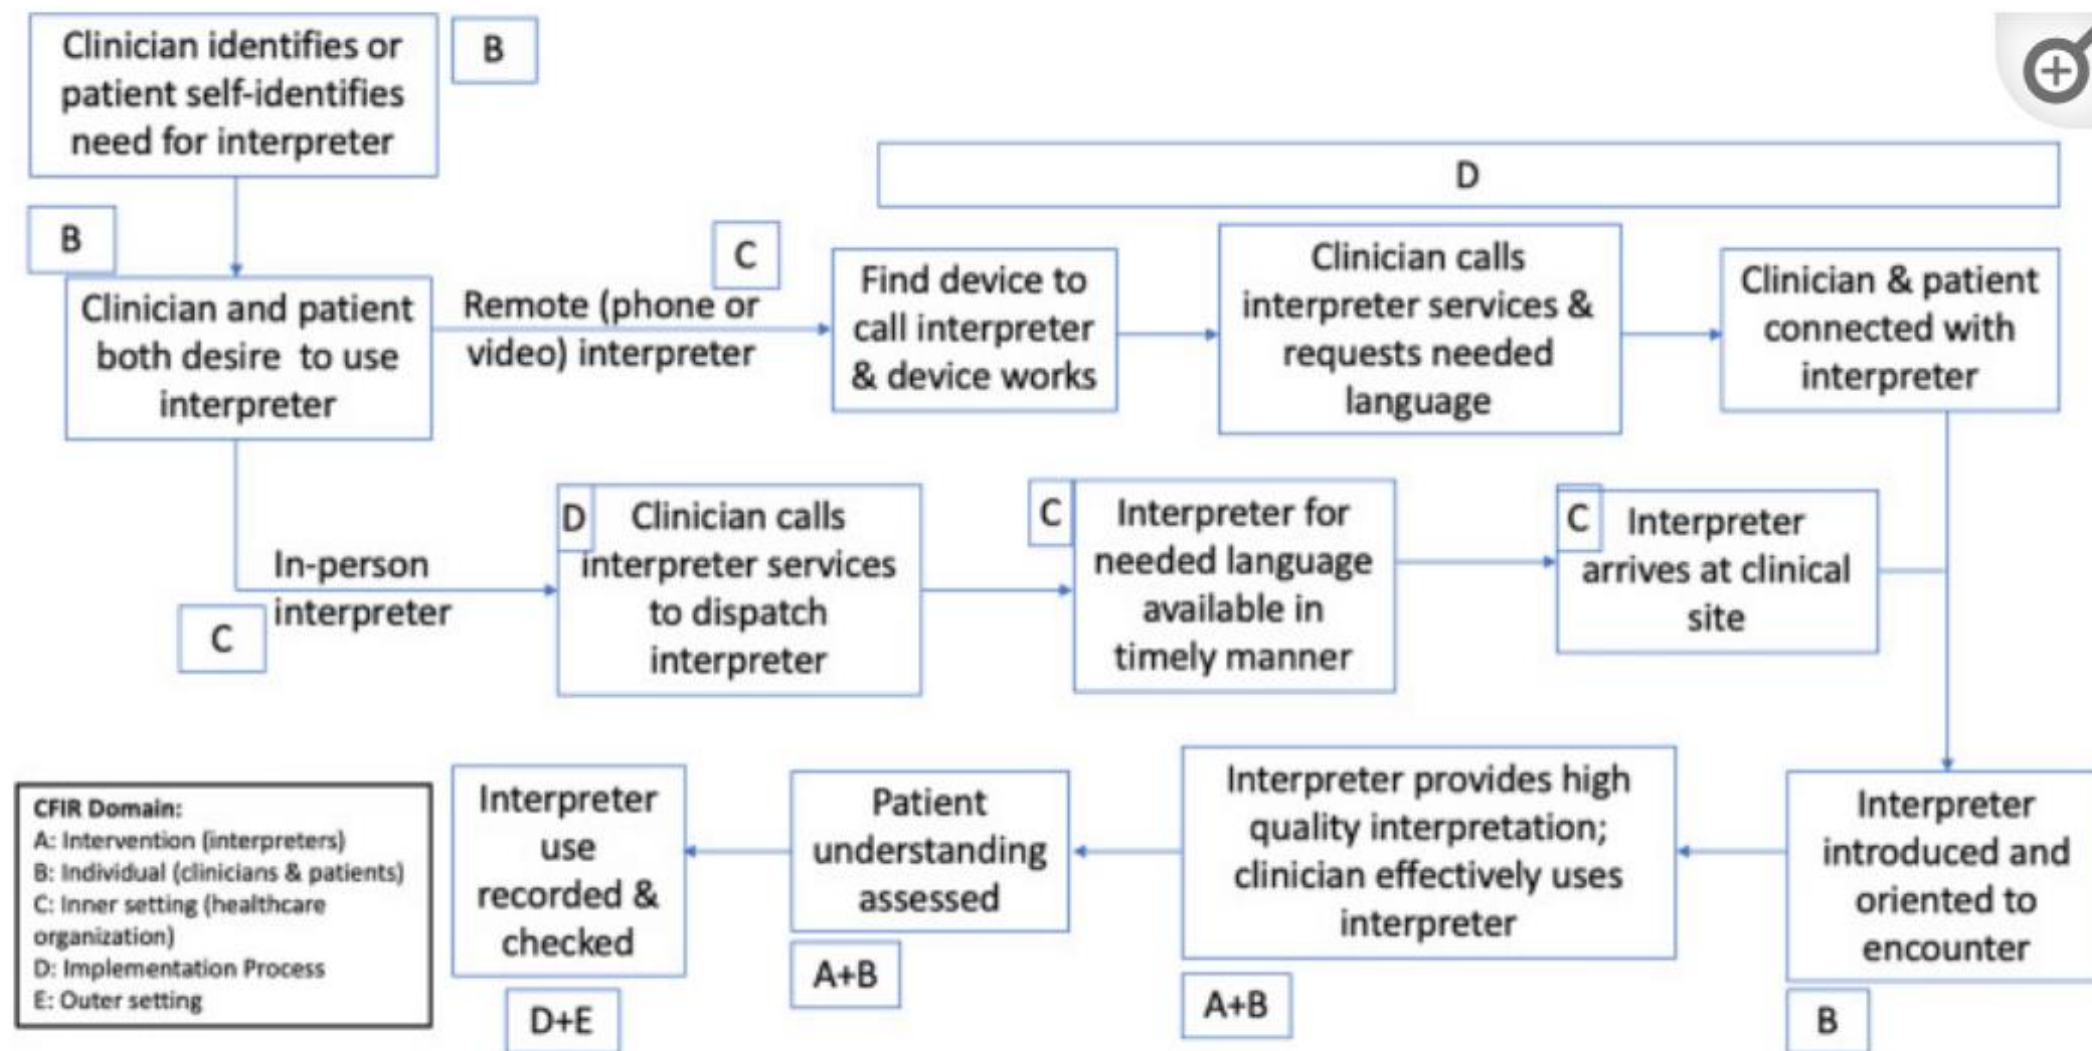 Clinician identifies or
patient self-identifies
need for interpreter
B
D
B
Clinician and patient
both desire to use
interpreter
C
Remote (phone or
video) interpreter
Find device to
call interpreter
& device works
Clinician calls
interpreter services &
requests needed
language
Clinician & patient
connected with
interpreter
In-person
interpreter
C
D
Clinician calls
interpreter services
to dispatch
interpreter
C
Interpreter for
needed language
available in
timely manner
C
Interpreter
arrives at clinical
site
Interpreter
introduced and
oriented to
encounter
B
Interpreter provides high
quality interpretation;
clinician effectively uses
interpreter
A+B
Patient
understanding
assessed
A+B
Interpreter
use
recorded &
checked
D+E
CFIR Domain:
A: Intervention (interpreters)
B: Individual (clinicians & patients)
C: Inner setting (healthcare
organization)
D: Implementation Process
E: Outer setting